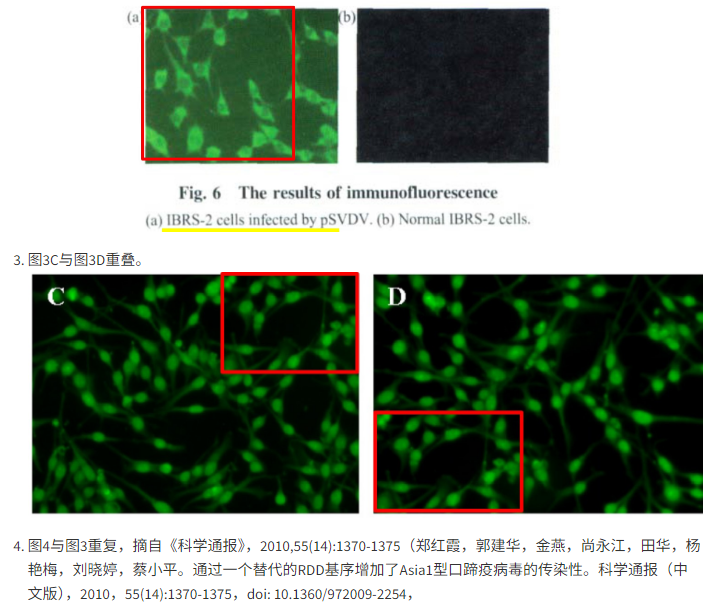 (a) (b)
Fig. 6 The results of immunofluorescence
(a) IBRS-2 cells infected by pSVDV. (b) Normal IBRS-2 cells.
3. 图3C与图3D重叠。
C D
4. 图4与图3重复，摘自《科学通报》，2010,55(14):1370-1375（郑红霞，郭建华，金燕，尚永江，田华，杨
艳梅，刘晓婷，蔡小平。通过一个替代的RDD基序增加了Asia1型口蹄疫病毒的传染性。科学通报（中
文版），2010，55(14):1370-1375，doi: 10.1360/972009-2254，